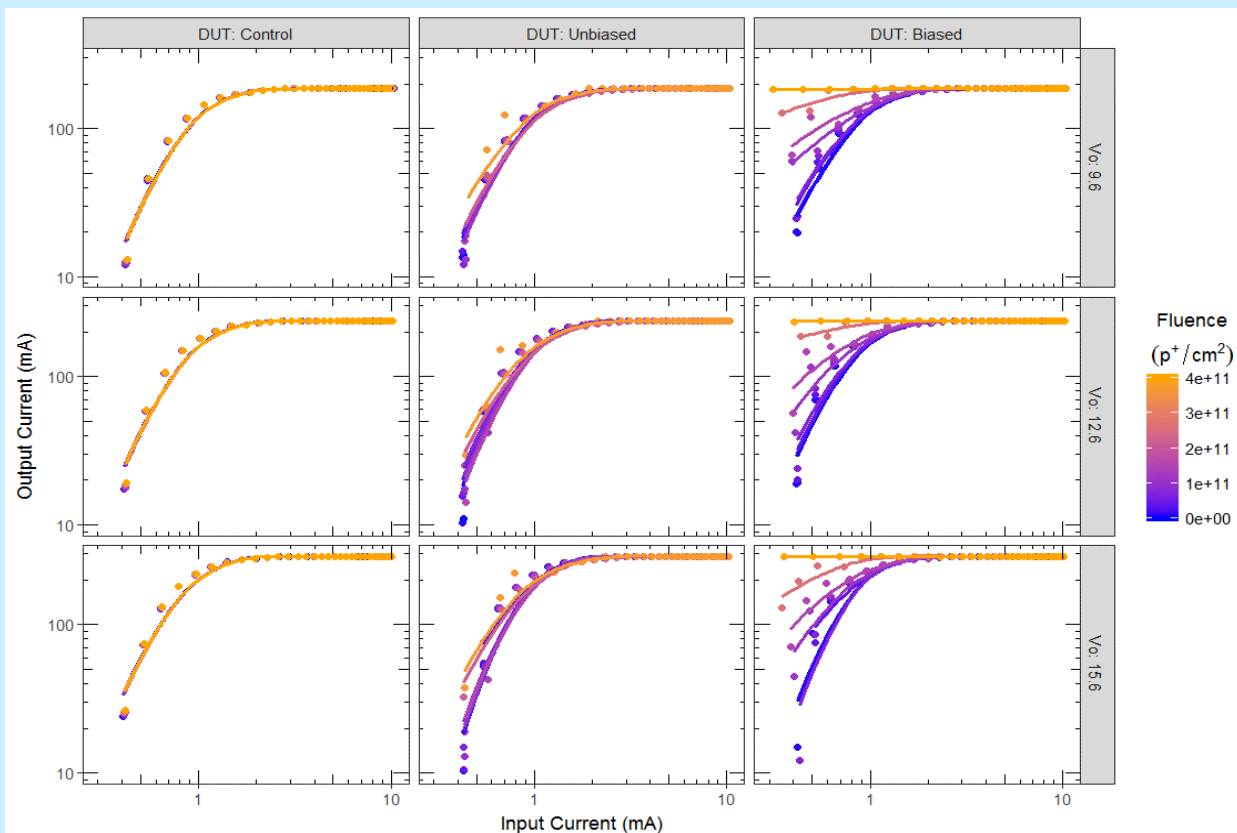 DUT: Control
DUT: Unbiased
DUT: Biased
100
10
Vo: 9.6
100
10
Vo: 12.6
100
10
Vo: 15.6
1
10
1
10
1
10
Output Current (mA)
Input Current (mA)
Fluence
(p⁺/cm²)
4e+11
3e+11
2e+11
1e+11
0e+00